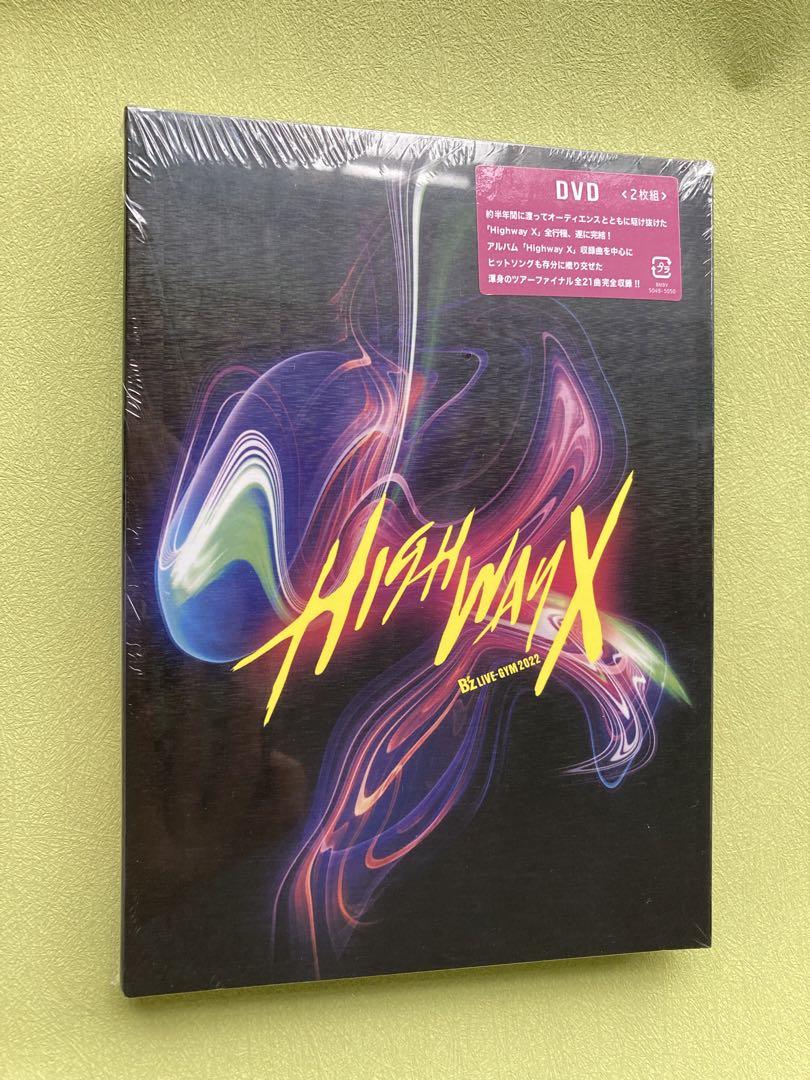 DVD <2枚組>
約半年間に渡ってオーディエンスとともに駆け抜けた
「Highway X」全行程、遂に完結!
アルバム「Highway X」収録曲を中心に
ヒットソングも存分に織り交ぜた
渾身のツアーファイナル全21曲完全収録!!
プラ
BMBV
5049-5050
HIGHWAY X
B'z LIVE-GYM 2022